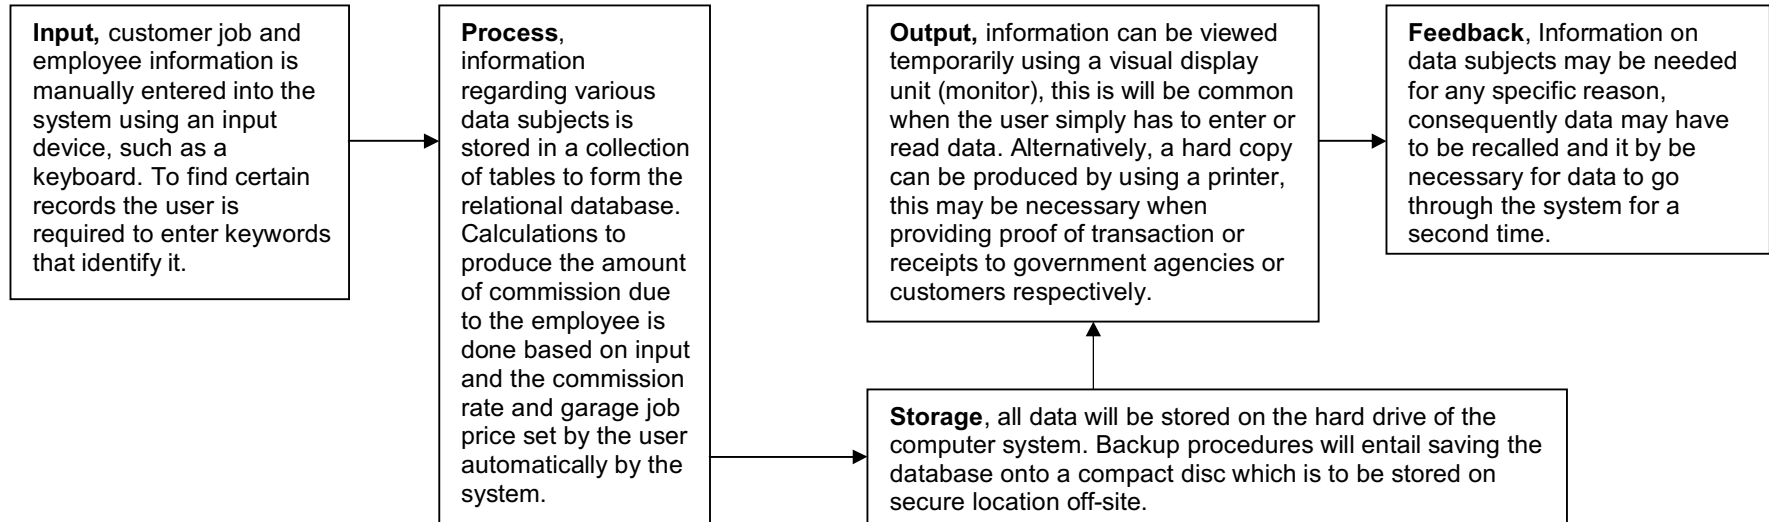 Input, customer job and
employee information is
manually entered into the
system using an input
device, such as a
keyboard. To find certain
records the user is
required to enter keywords
that identify it.
Process,
information
regarding various
data subjects is
stored in a collection
of tables to form the
relational database.
Calculations to
produce the amount
of commission due
to the employee is
done based on input
and the commission
rate and garage job
price set by the user
automatically by the
system.
Output, information can be viewed
temporarily using a visual display
unit (monitor), this is will be common
when the user simply has to enter or
read data. Alternatively, a hard copy
can be produced by using a printer,
this may be necessary when
providing proof of transaction or
receipts to government agencies or
customers respectively.
Feedback, Information on
data subjects may be needed
for any specific reason,
consequently data may have
to be recalled and it by be
necessary for data to go
through the system for a
second time.
Storage, all data will be stored on the hard drive of the
computer system. Backup procedures will entail saving the
database onto a compact disc which is to be stored on
secure location off-site.